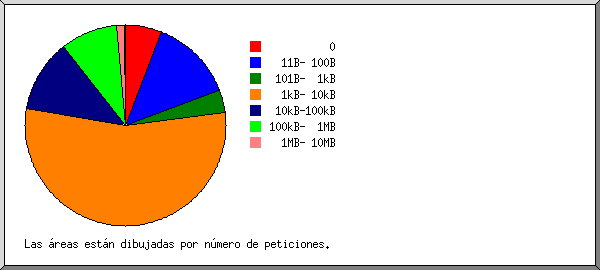 0
11B- 100B
101B- 1kB
1kB- 10kB
10kB-100kB
100kB- 1MB
1MB- 10MB
Las áreas están dibujadas por número de peticiones.